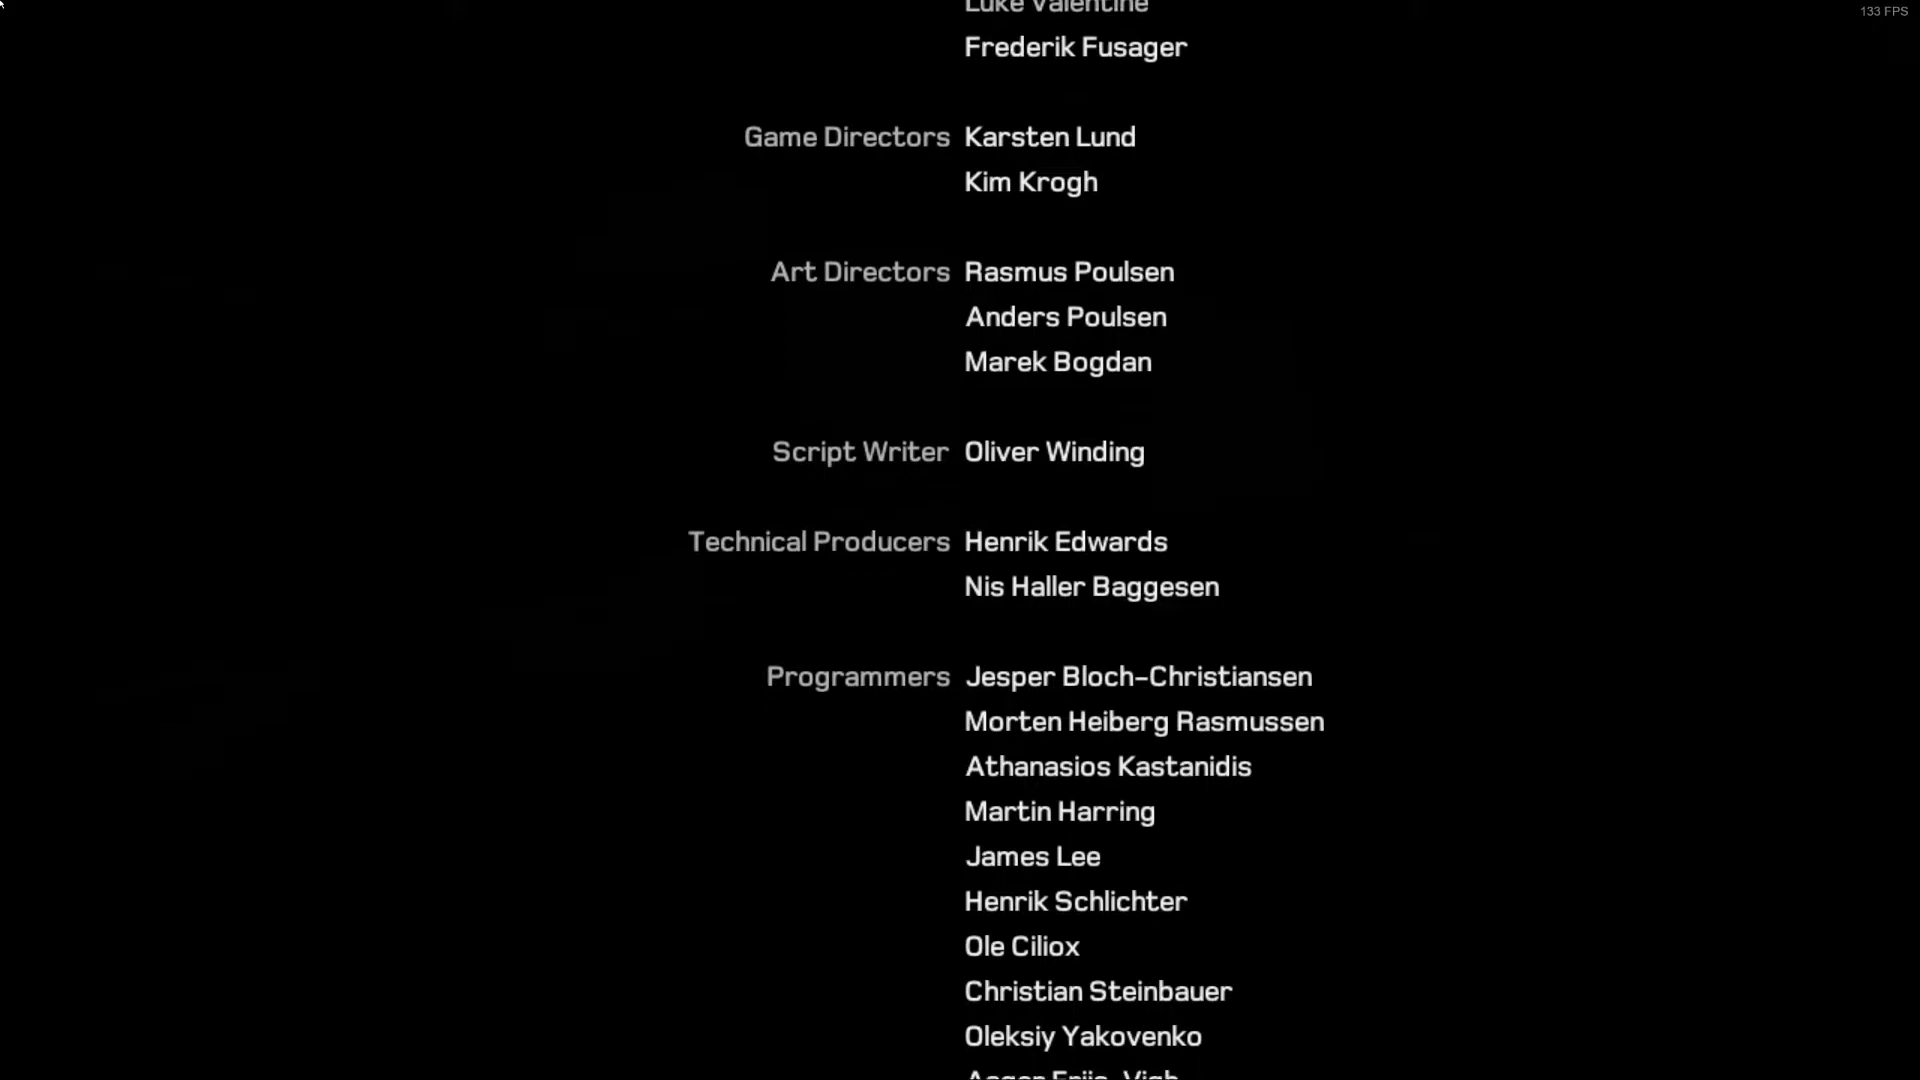 133 FPS
Luke Valentine
Frederik Fusager
Game Directors Karsten Lund
Kim Krogh
Art Directors Rasmus Poulsen
Anders Poulsen
Marek Bogdan
Script Writer Oliver Winding
Technical Producers Henrik Edwards
Nis Haller Baggesen
Programmers Jesper Bloch-Christiansen
Morten Heiberg Rasmussen
Athanasios Kastanidis
Martin Harring
James Lee
Henrik Schlichter
Ole Ciliox
Christian Steinbauer
Oleksiy Yakovenko